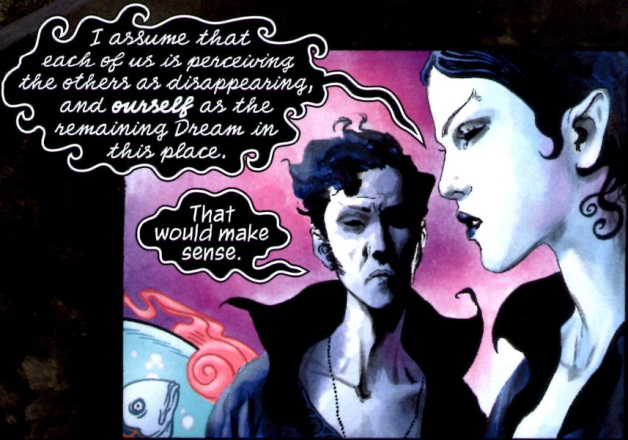 I assume that
each of us is perceiving
the others as disappearing,
and ourself as the
remaining Dream in
this place.
That
would make
sense.